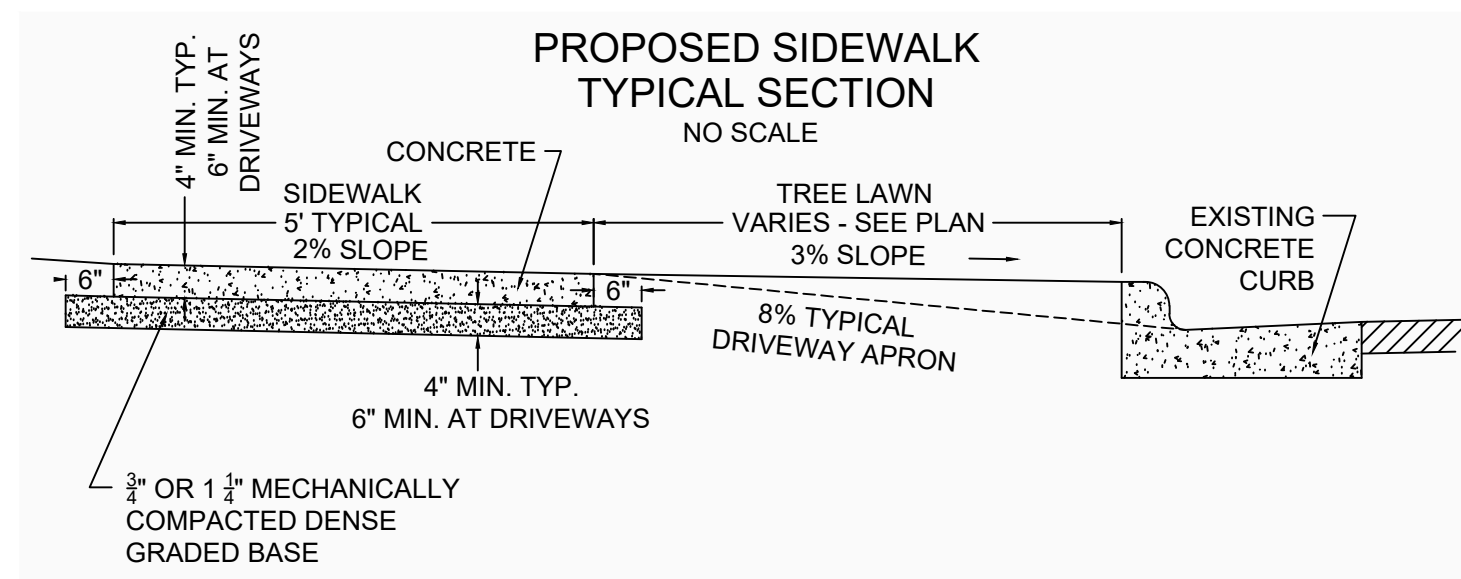 PROPOSED SIDEWALK
TYPICAL SECTION
NO SCALE
4" MIN. TYP.
6" MIN. AT
DRIVEWAYS
CONCRETE
SIDEWALK
5' TYPICAL
2% SLOPE
TREE LAWN
VARIES - SEE PLAN
3% SLOPE
EXISTING
CONCRETE
CURB
6"
6"
8% TYPICAL
DRIVEWAY APRON
4" MIN. TYP.
6" MIN. AT DRIVEWAYS
3/4" OR 1 1/4" MECHANICALLY
COMPACTED DENSE
GRADED BASE